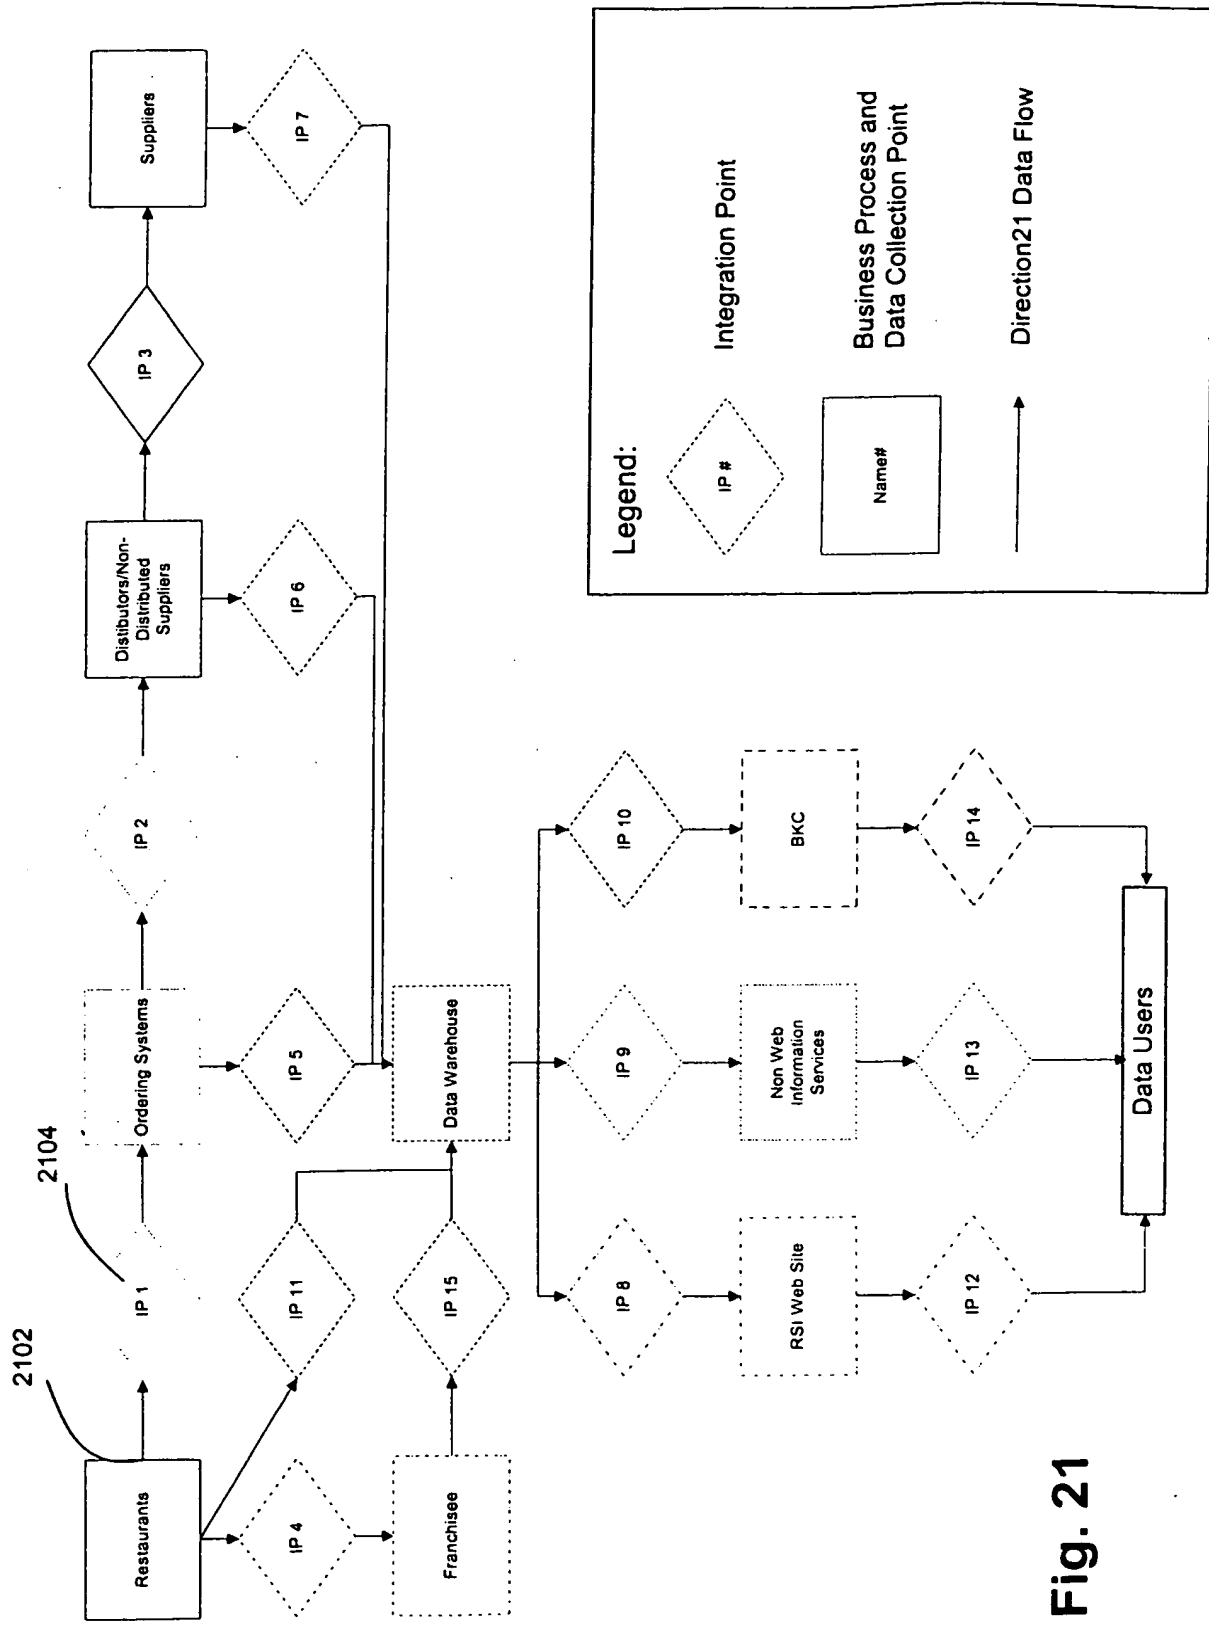 2102
2104
Restaurants
IP 1
Ordering Systems
IP 2
Distibutors/Non-
Distributed
Suppliers
IP 3
Suppliers
IP 4
IP 11
IP 5
IP 6
IP 7
Franchisee
IP 15
Data Warehouse
IP 8
IP 9
IP 10
RSI Web Site
Non Web
Information
Services
BKC
IP 12
IP 13
IP 14
Data Users
Legend:
IP #
Integration Point
Name#
Business Process and
Data Collection Point
Direction21 Data Flow
Fig. 21